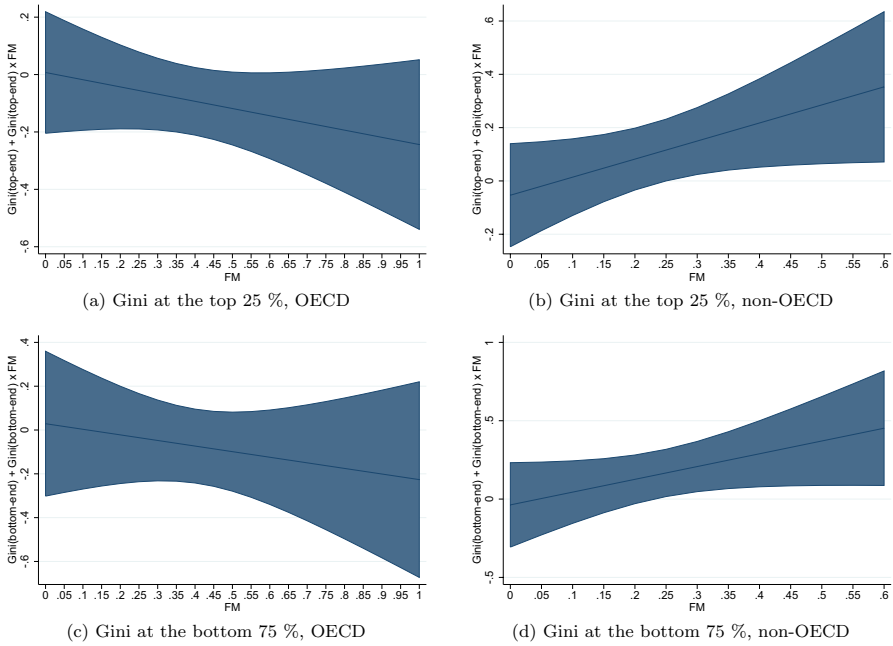 Gini(top-end) + Gini(top-end) x FM
.2
0
-.2
-.4
-.6
0 .05 .1 .15 .2 .25 .3 .35 .4 .45 .5 .55 .6 .65 .7 .75 .8 .85 .9 .95 1
FM
(a) Gini at the top 25 %, OECD
Gini(top-end) + Gini(top-end) x FM
.6
.4
.2
0
-.2
0 .05 .1 .15 .2 .25 .3 .35 .4 .45 .5 .55 .6
FM
(b) Gini at the top 25 %, non-OECD
Gini(bottom-end) + Gini(bottom-end) x FM
.4
.2
0
-.2
-.4
-.6
0 .05 .1 .15 .2 .25 .3 .35 .4 .45 .5 .55 .6 .65 .7 .75 .8 .85 .9 .95 1
FM
(c) Gini at the bottom 75 %, OECD
Gini(bottom-end) + Gini(bottom-end) x FM
1
.5
0
-.5
0 .05 .1 .15 .2 .25 .3 .35 .4 .45 .5 .55 .6
FM
(d) Gini at the bottom 75 %, non-OECD